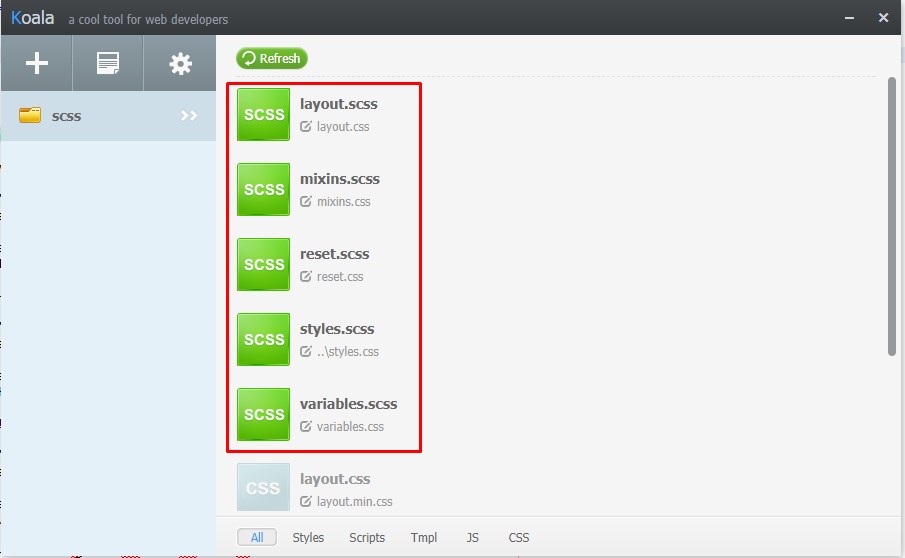 Koala a cool tool for web developers
Refresh
scss
SCSS
layout.scss
layout.css
SCSS
mixins.scss
mixins.css
SCSS
reset.scss
reset.css
SCSS
styles.scss
..\styles.css
SCSS
variables.scss
variables.css
CSS
layout.css
layout.min.css
All Styles Scripts Tmpl JS CSS